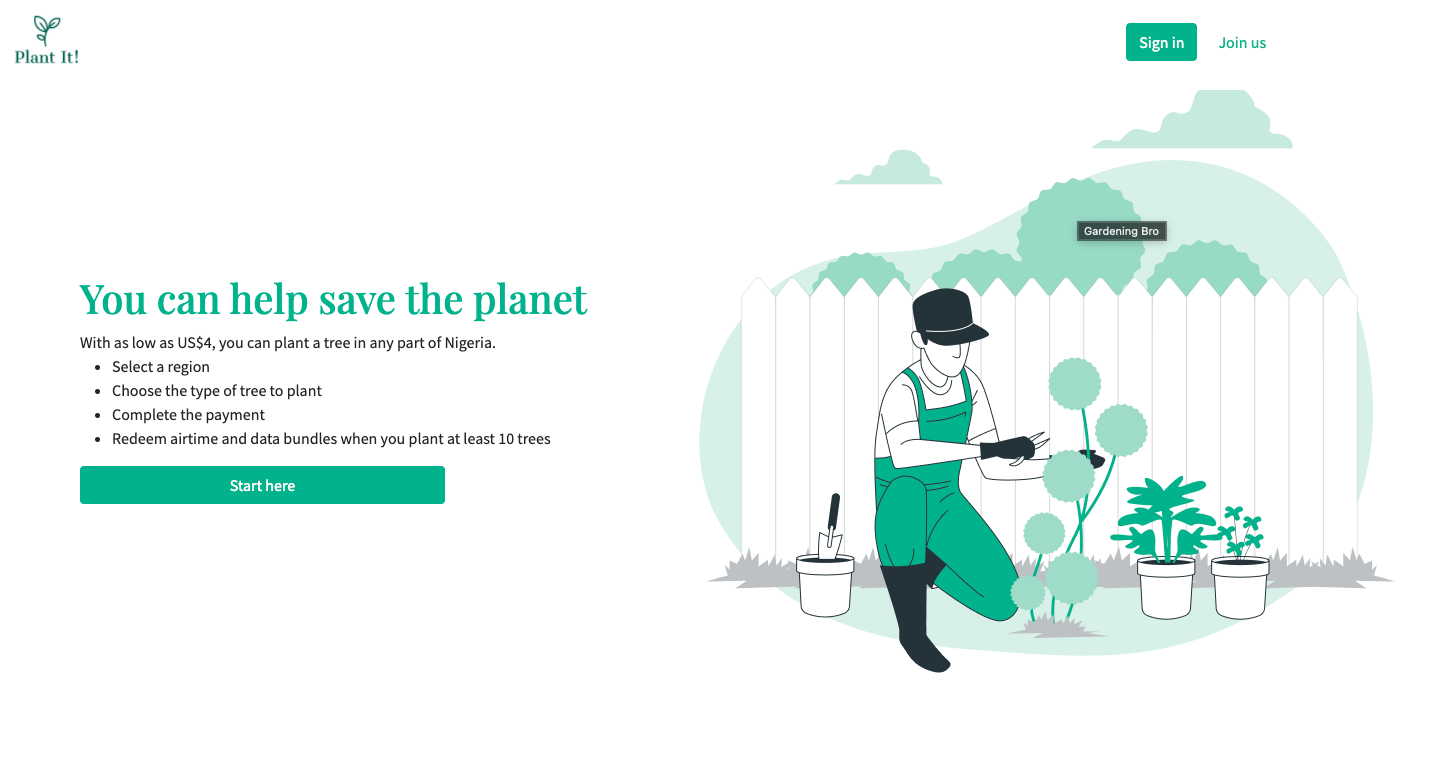 Plant It!
Sign in
Join us
Gardening Bro
You can help save the planet
With as low as US$4, you can plant a tree in any part of Nigeria.
Select a region
Choose the type of tree to plant
Complete the payment
Redeem airtime and data bundles when you plant at least 10 trees
Start here